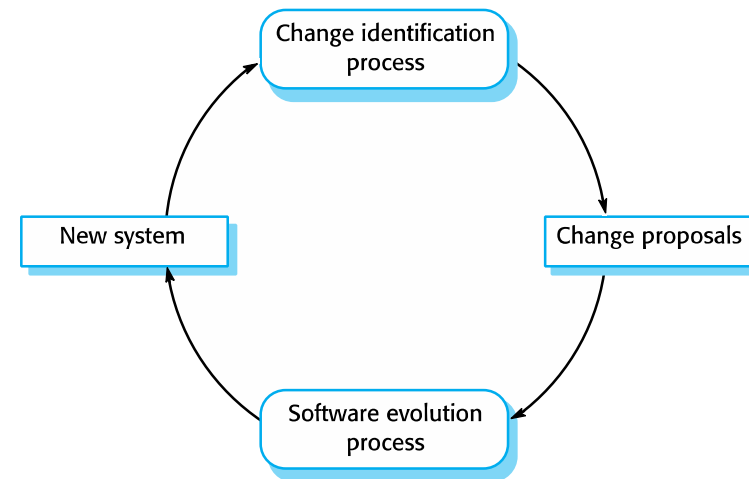 Change identification
process
New system
Change proposals
Software evolution
process